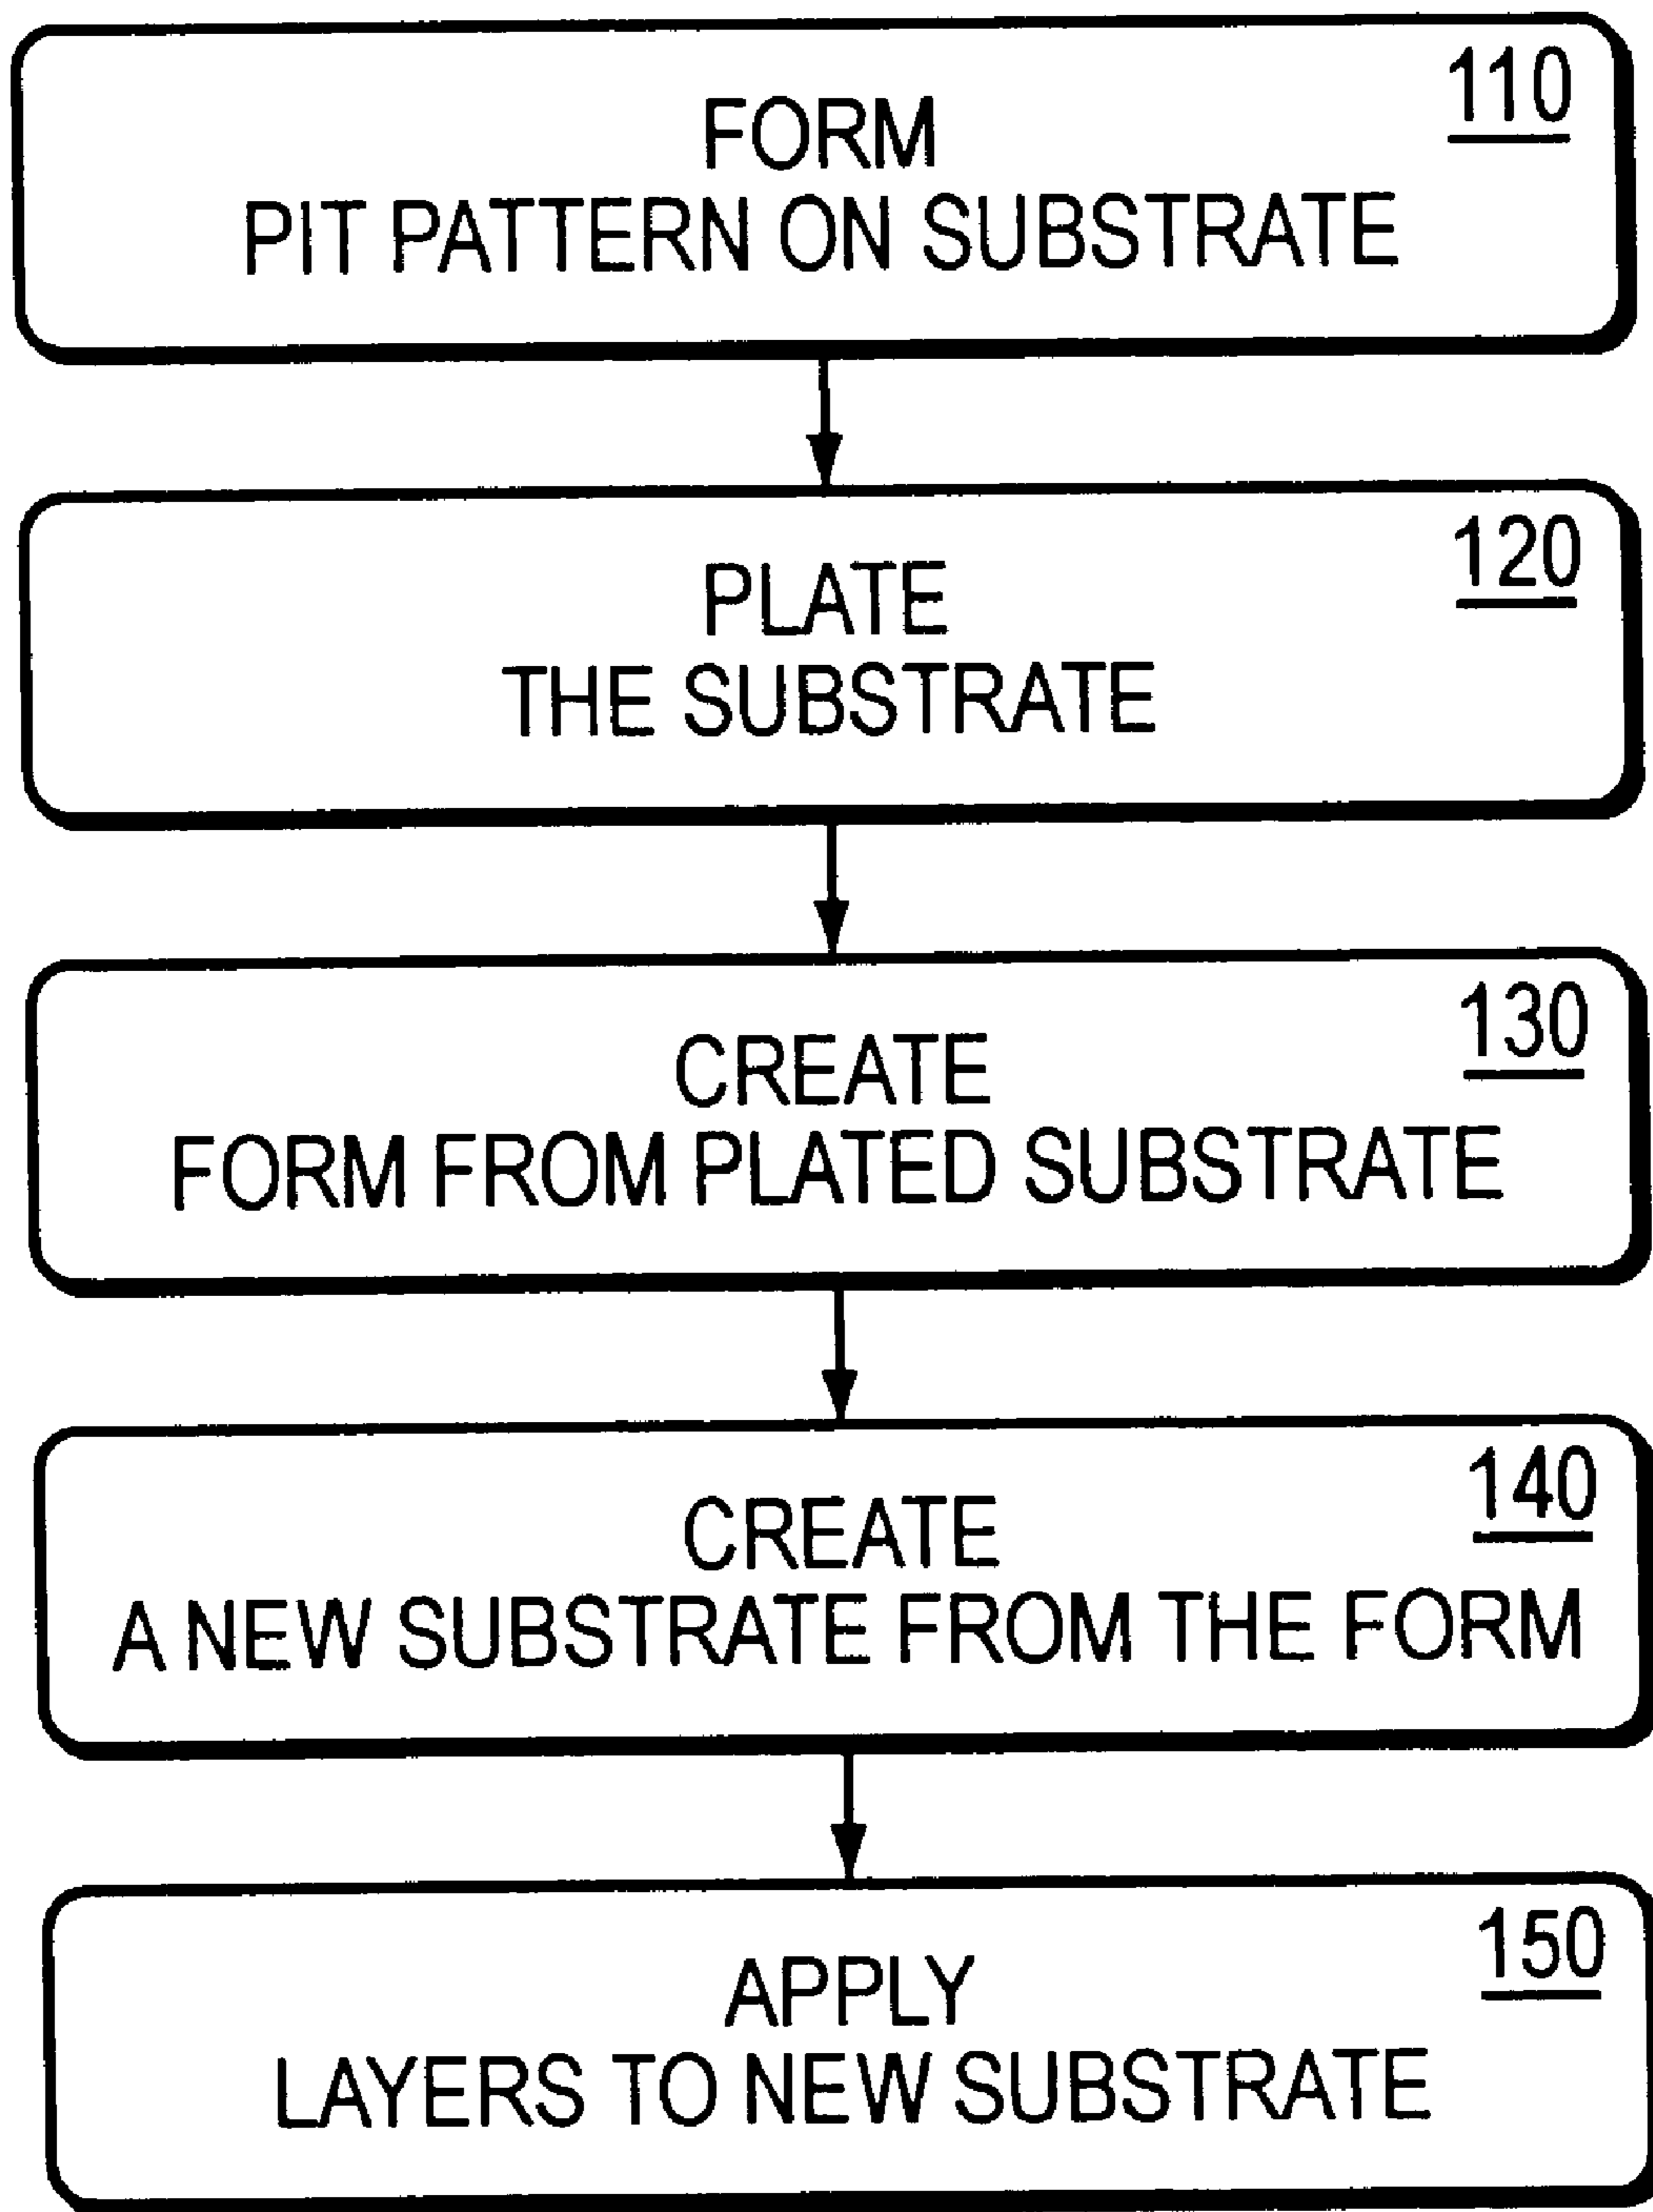 110
FORM
PIT PATTERN ON SUBSTRATE
120
PLATE
THE SUBSTRATE
130
CREATE
FORM FROM PLATED SUBSTRATE
140
CREATE
A NEW SUBSTRATE FROM THE FORM
150
APPLY
LAYERS TO NEW SUBSTRATE